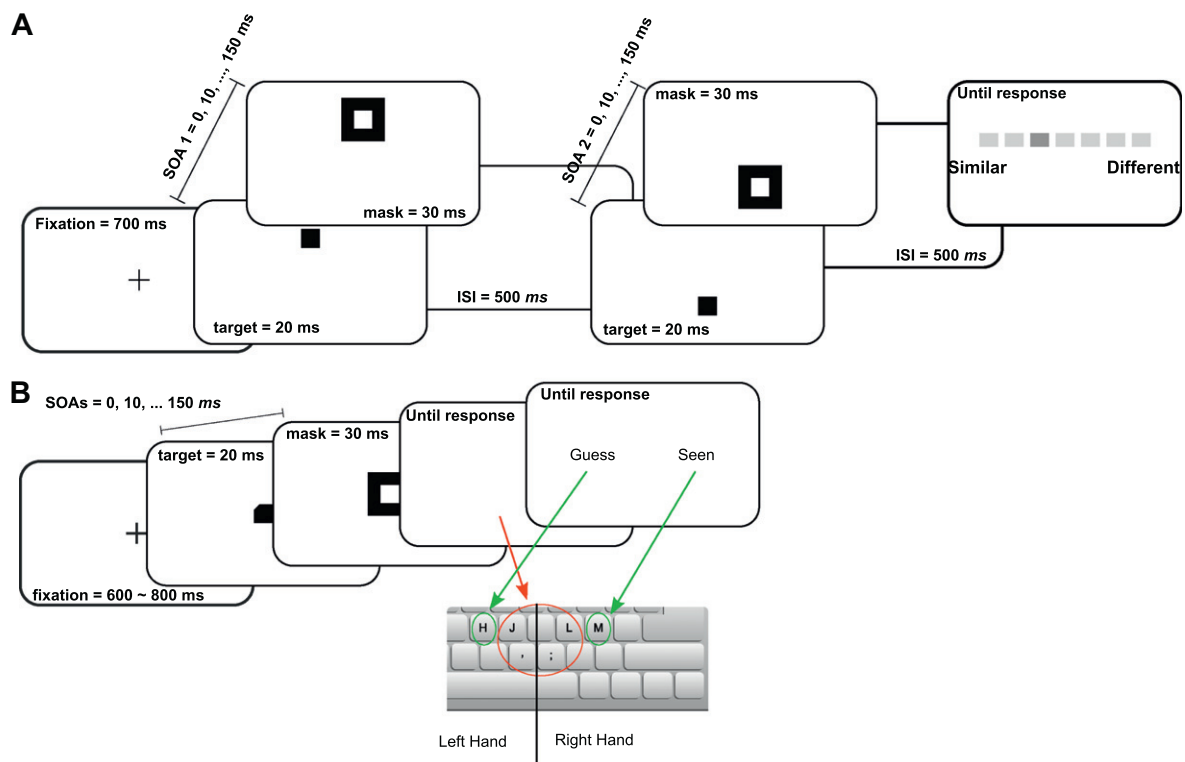 A
SOA 1 = 0, 10, ..., 150 ms
SOA 2 = 0, 10, ..., 150 ms
mask = 30 ms
Until response
Similar
Different
mask = 30 ms
Fixation = 700 ms
ISI = 500 ms
ISI = 500 ms
target = 20 ms
target = 20 ms
B
SOAs = 0, 10, ... 150 ms
Until response
Until response
mask = 30 ms
target = 20 ms
Guess
Seen
fixation = 600 ~ 800 ms
H J L M
, ;
Left Hand
Right Hand